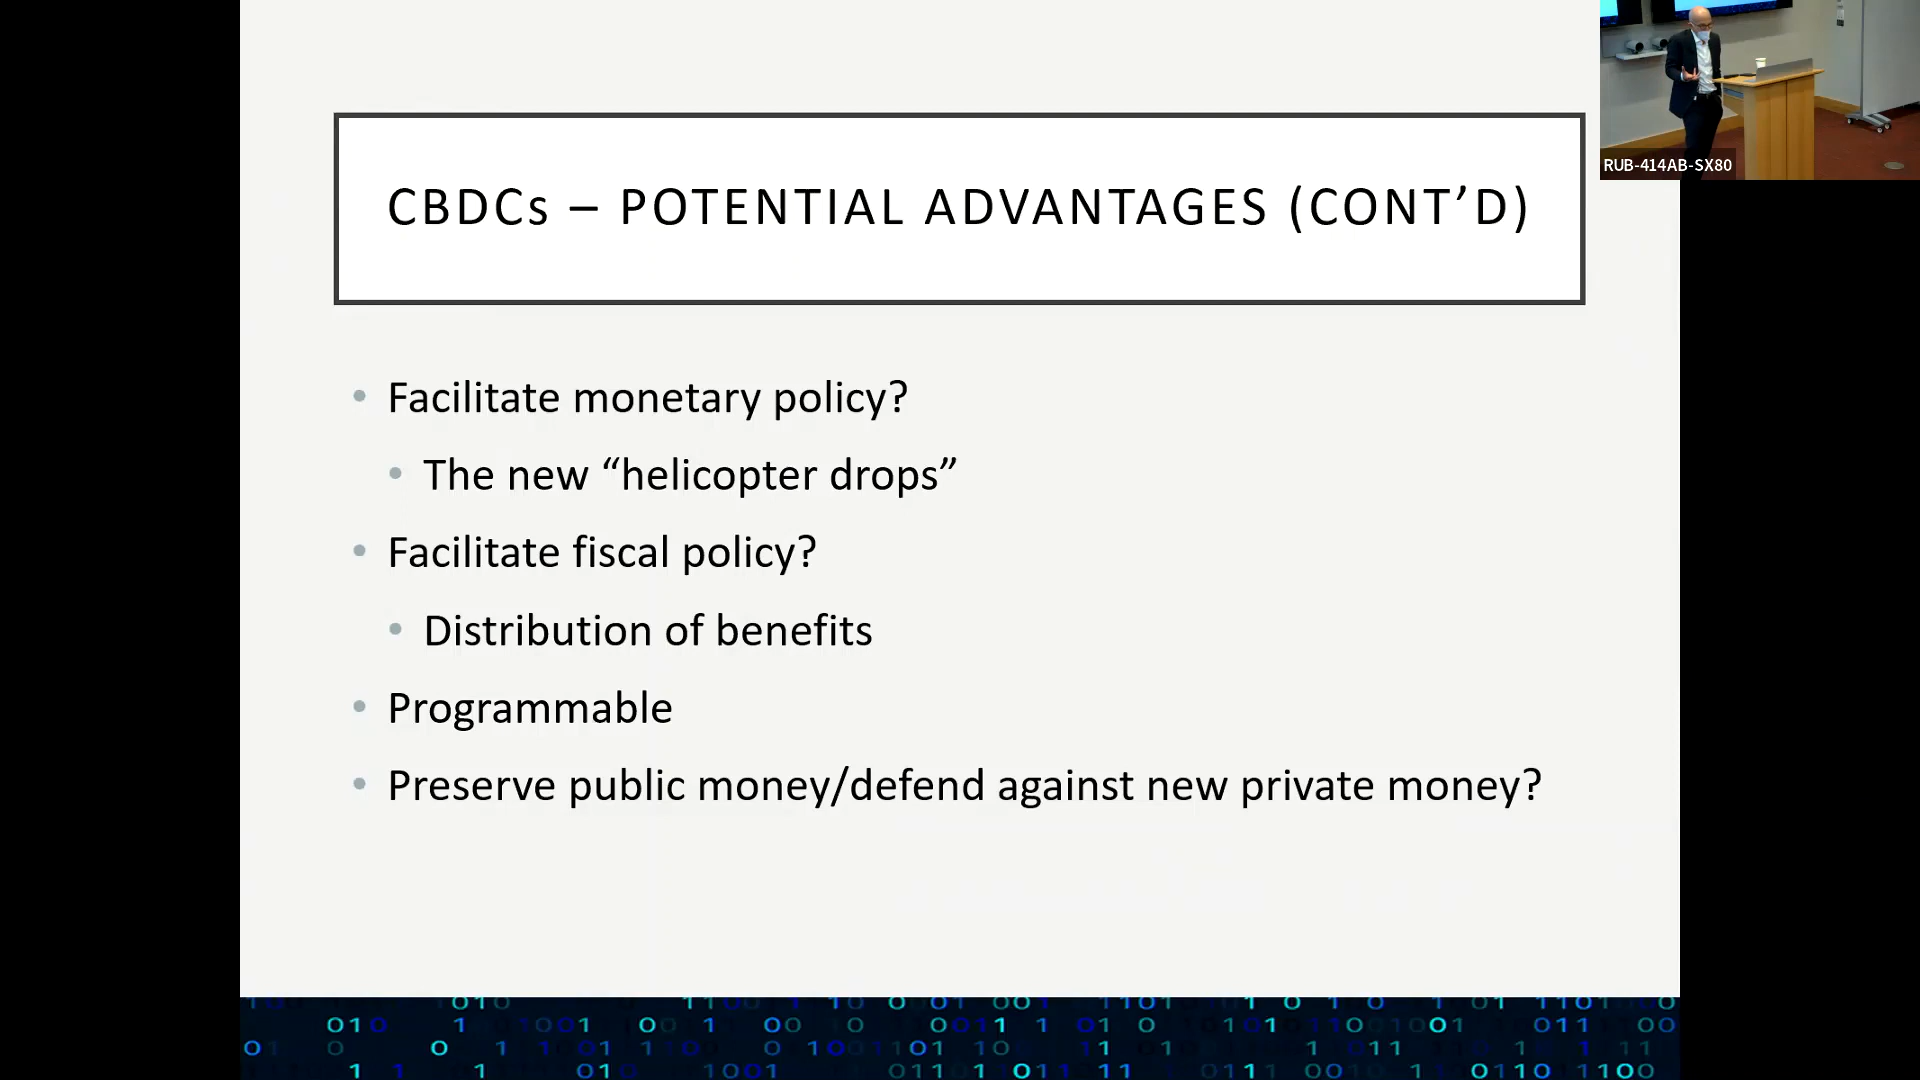 CBDCs – POTENTIAL ADVANTAGES (CONT’D)
RUB-414AB-SX80
• Facilitate monetary policy?
• The new “helicopter drops”
• Facilitate fiscal policy?
• Distribution of benefits
• Programmable
• Preserve public money/defend against new private money?